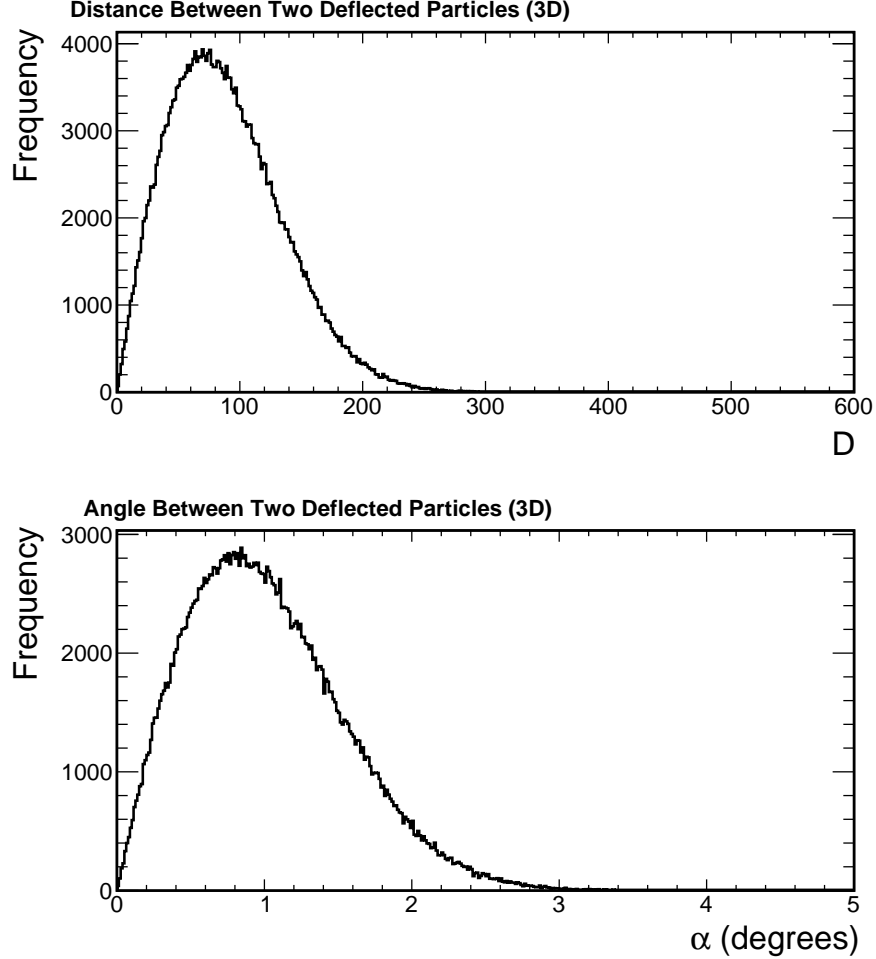 Distance Between Two Deflected Particles (3D)
Frequency
4000
3000
2000
1000
0
0 100 200 300 400 500 600
D
Angle Between Two Deflected Particles (3D)
Frequency
3000
2000
1000
0
0 1 2 3 4 5
α (degrees)